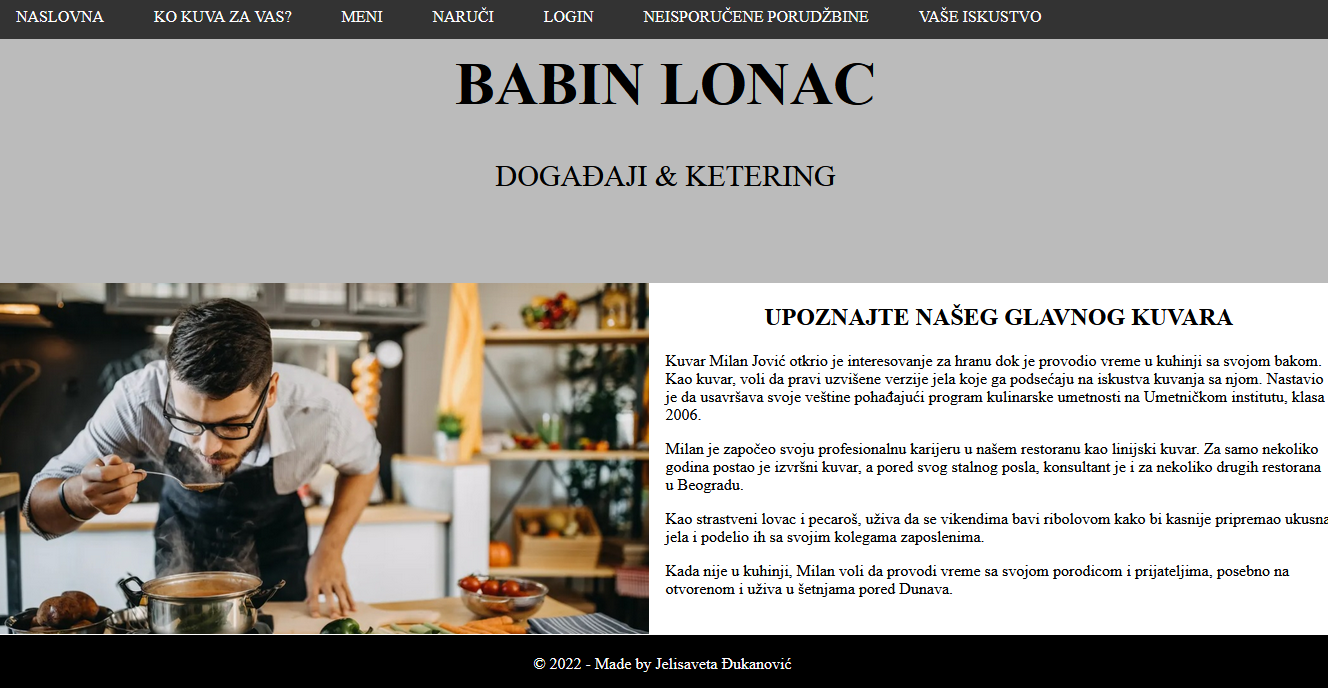 NASLOVNA KO KUVA ZA VAS? MENI NARUČI LOGIN NEISPORUČENE PORUDŽBINE VAŠE ISKUSTVO
BABIN LONAC
DOGAĐAJI & KETERING
UPOZNAJTE NAŠEG GLAVNOG KUVARA
Kuvar Milan Jović otkrio je interesovanje za hranu dok je provodio vreme u kuhinji sa svojom bakom.
Kao kuvar, voli da pravi uzvišene verzije jela koje ga podsećaju na iskustva kuvanja sa njom. Nastavio
je da usavršava svoje veštine pohađajući program kulinarske umetnosti na Umetničkom institutu, klasa
2006.
Milan je započeo svoju profesionalnu karijeru u našem restoranu kao linijski kuvar. Za samo nekoliko
godina postao je izvršni kuvar, a pored svog stalnog posla, konsultant je i za nekoliko drugih restorana
u Beogradu.
Kao strastveni lovac i pecaroš, uživa da se vikendima bavi ribolovom kako bi kasnije pripremao ukusna
jela i podelio ih sa svojim kolegama zaposlenima.
Kada nije u kuhinji, Milan voli da provodi vreme sa svojom porodicom i prijateljima, posebno na
otvorenom i uživa u šetnjama pored Dunava.
© 2022 - Made by Jelisaveta Đukanović